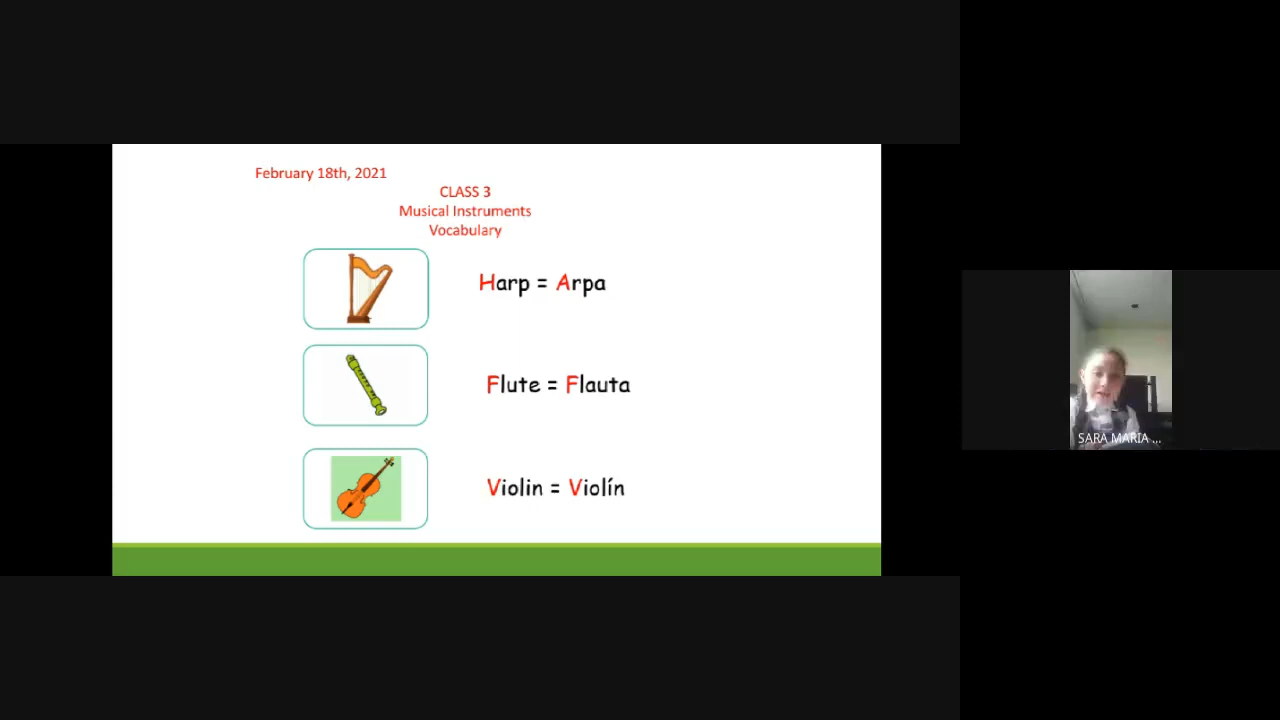 February 18th, 2021
CLASS 3
Musical Instruments
Vocabulary
Harp = Arpa
Flute = Flauta
Violin = Violín
SARA MARIA ...